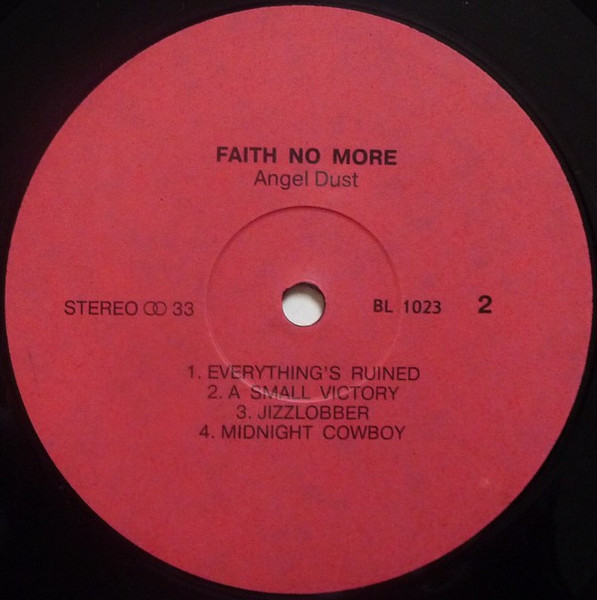 FAITH NO MORE
Angel Dust
STEREO ꝏ 33 BL 1023 2
1. EVERYTHING'S RUINED
2. A SMALL VICTORY
3. JIZZLOBBER
4. MIDNIGHT COWBOY